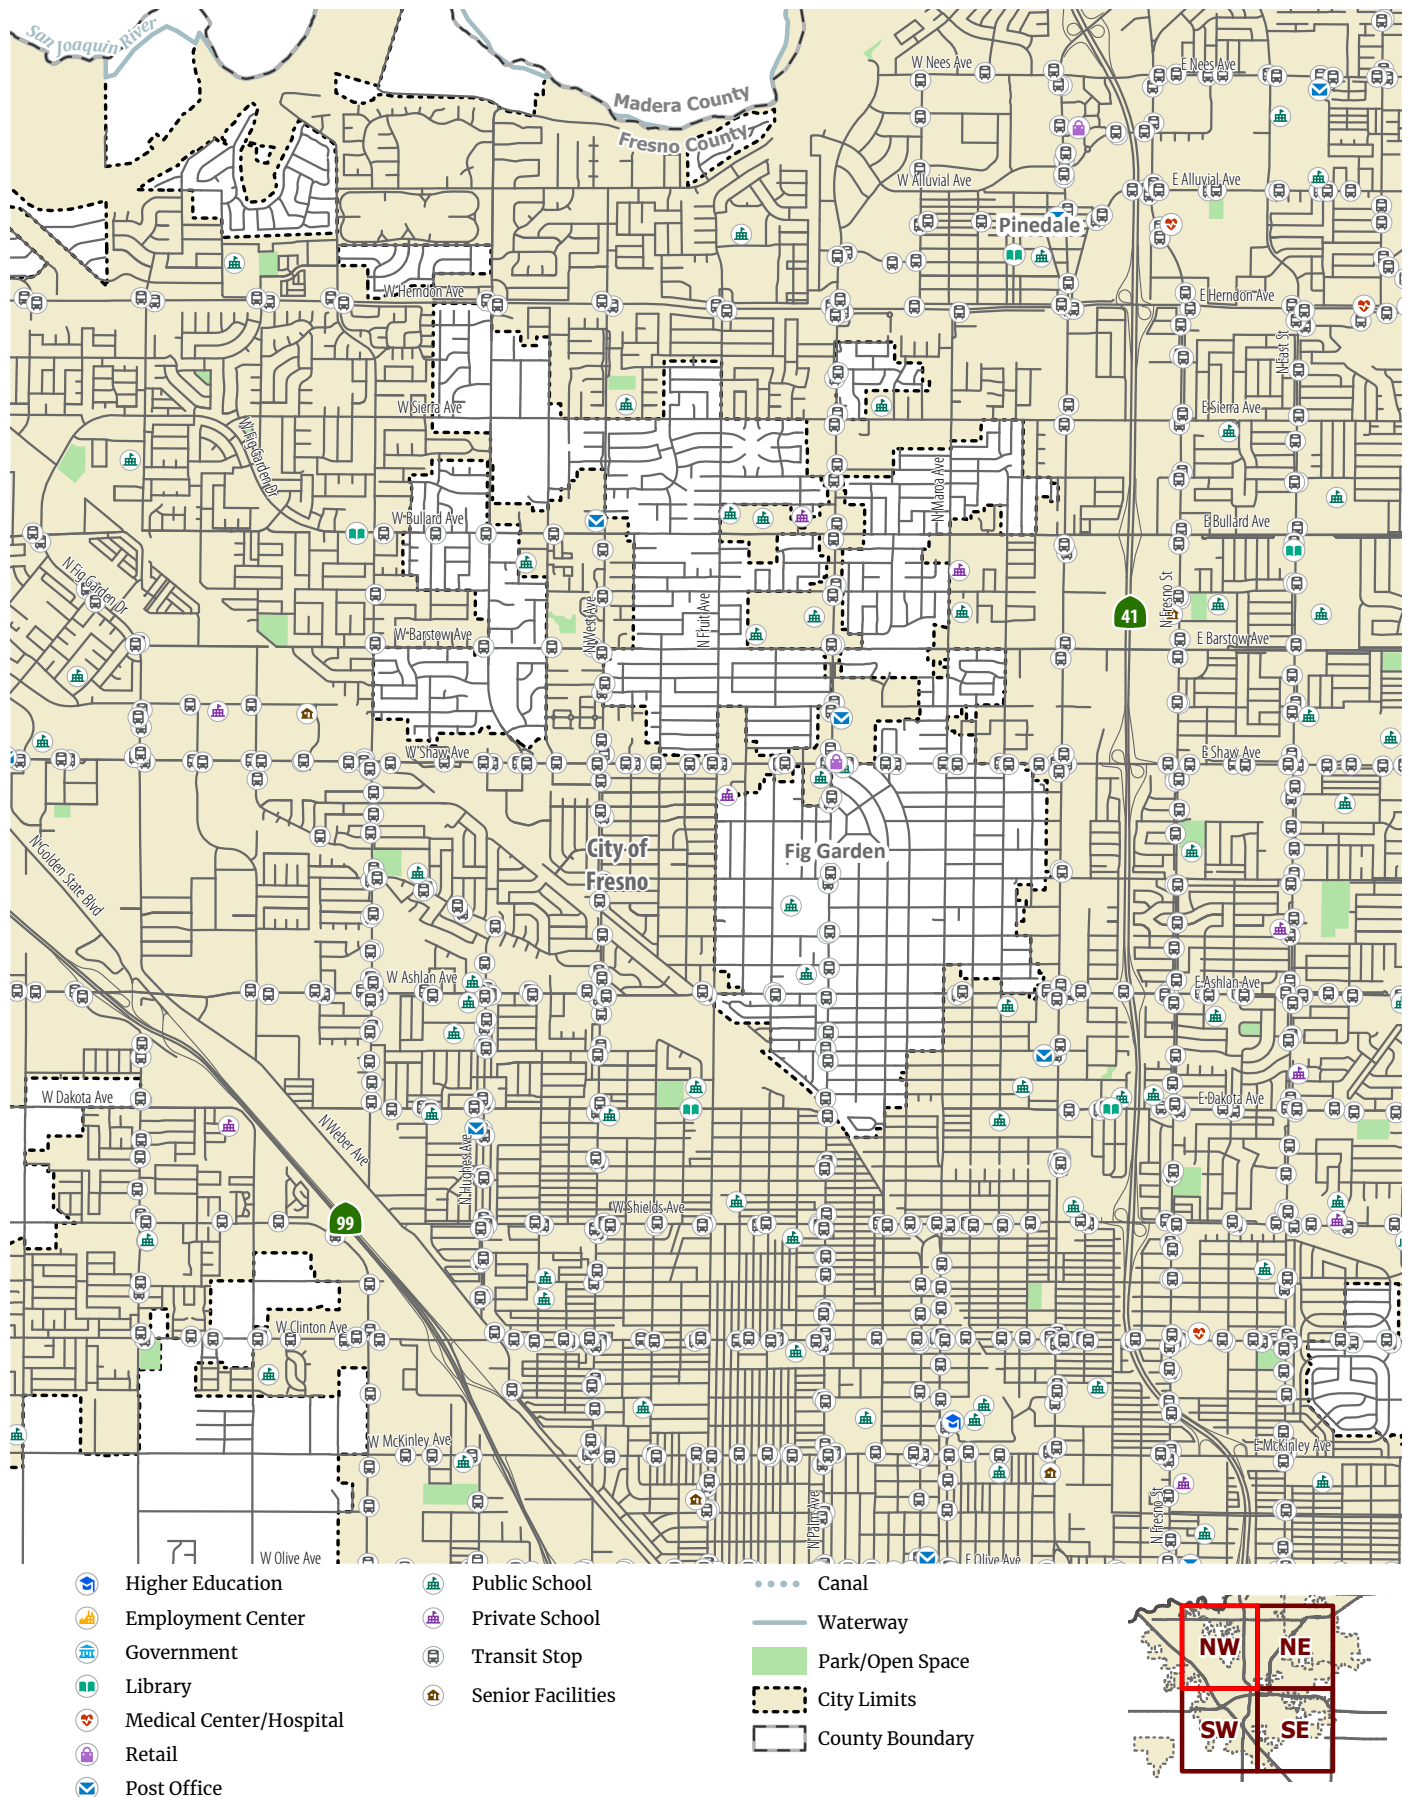 San Joaquin River
W Nees Ave
E Nees Ave
Madera County
Fresno County
W Alluvial Ave
E Alluvial Ave
Pinedale
W Herndon Ave
E Herndon Ave
N East St
W Sierra Ave
E Sierra Ave
W Fig Garden Dr
N Maroa Ave
W Bullard Ave
E Bullard Ave
N Fig Garden Dr
N West Ave
N Fruit Ave
N Fresno St
41
W Barstow Ave
E Barstow Ave
W Shaw Ave
E Shaw Ave
City of
Fresno
Fig Garden
N Golden State Blvd
W Ashlan Ave
E Ashlan Ave
W Dakota Ave
E Dakota Ave
N Weber Ave
N Hughes Ave
W Shields Ave
99
W Clinton Ave
W McKinley Ave
E McKinley Ave
N Palm Ave
N Fresno St
W Olive Ave
E Olive Ave
Higher Education
Employment Center
Government
Library
Medical Center/Hospital
Retail
Post Office
Public School
Private School
Transit Stop
Senior Facilities
Canal
Waterway
Park/Open Space
City Limits
County Boundary
NW
NE
SW
SE